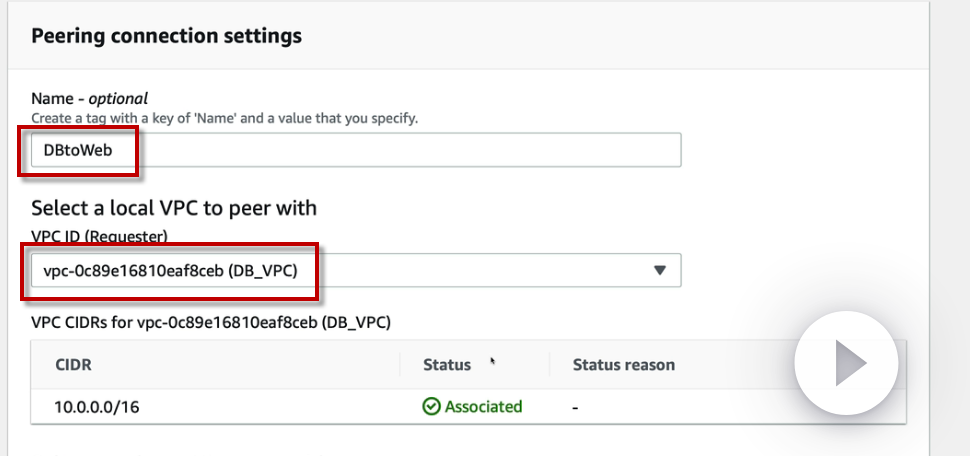 Peering connection settings
Name - optional
Create a tag with a key of 'Name' and a value that you specify.
DBtoWeb
Select a local VPC to peer with
VPC ID (Requester)
vpc-0c89e16810eaf8ceb (DB_VPC)
VPC CIDRs for vpc-0c89e16810eaf8ceb (DB_VPC)
CIDR Status Status reason
10.0.0.0/16 Associated -